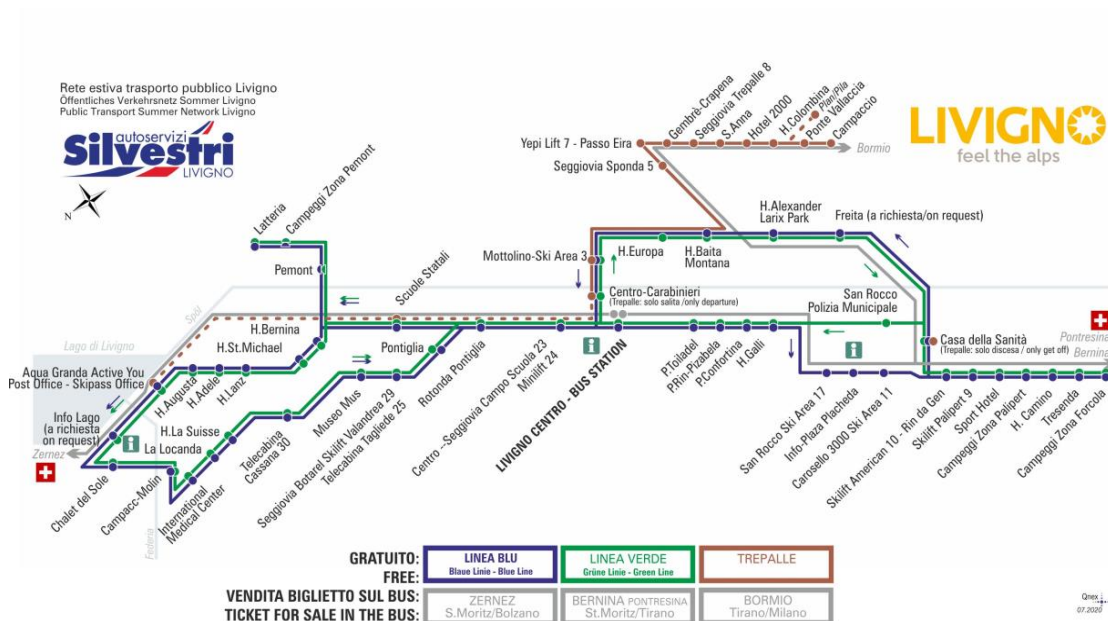 Rete estiva trasporto pubblico Livigno
Öffentliches Verkehrsnetz Sommer Livigno
Public Transport Summer Network Livigno
autoservizi
Silvestri
LIVIGNO
N
LIVIGNO
feel the alps
Gembrè-Crapena
Seggiovia Trepalle 8
S.Anna
Hotel 2000
H.Colombina
Plan/Pila
Ponte Vallaccia
Campaccio
Yepi Lift 7 - Passo Eira
Bormio
Seggiovia Sponda 5
Latteria
Campeggi Zona Pemont
Pemont
Scuole Statali
Mottolino-Ski Area 3
H.Europa
H.Baita
Montana
H.Alexander
Larix Park
Freita (a richiesta/on request)
Centro-Carabinieri
(Trepalle: solo salita /only departure)
San Rocco
Polizia Municipale
Casa della Sanità
(Trepalle: solo discesa / only get off)
Pontresina
Bernina
Spöl
Lago di Livigno
H.Bernina
H.St.Michael
Aqua Granda Active You
Post Office - Skipass Office
H.Augusta
H.Adele
H.Lanz
Pontiglia
Info Lago
(a richiesta
on request)
Zernez
i
H.La Suisse
La Locanda
Chalet del Sole
Campacc-Molin
Federia
International
Medical Center
Telecabina
Cassana 30
Museo Mus
Seggiovia Botarel Skilift Valandrea 29
Telecabina Tagliede 25
Rotonda Pontiglia
Centro -Seggiovia Campo Scuola 23
Minilift 24
i
LIVIGNO CENTRO - BUS STATION
P.Toiladel
P.Rin-Pizabela
P.Confortina
H.Galli
i
San Rocco Ski Area 17
Info-Plaza Placheda
Carosello 3000 Ski Area 11
Skilift American 10 - Rin da Gen
Skilift Palipert 9
Sport Hotel
Campeggi Zona Palipert
H. Camino
Tresenda
Campeggi Zona Forcola
GRATUITO:
FREE:
LINEA BLU
Blaue Linie - Blue Line
LINEA VERDE
Grüne Linie - Green Line
TREPALLE
VENDITA BIGLIETTO SUL BUS:
TICKET FOR SALE IN THE BUS:
ZERNEZ
S.Moritz/Bolzano
BERNINA PONTRESINA
St.Moritz/Tirano
BORMIO
Tirano/Milano
Qnex
07.2020